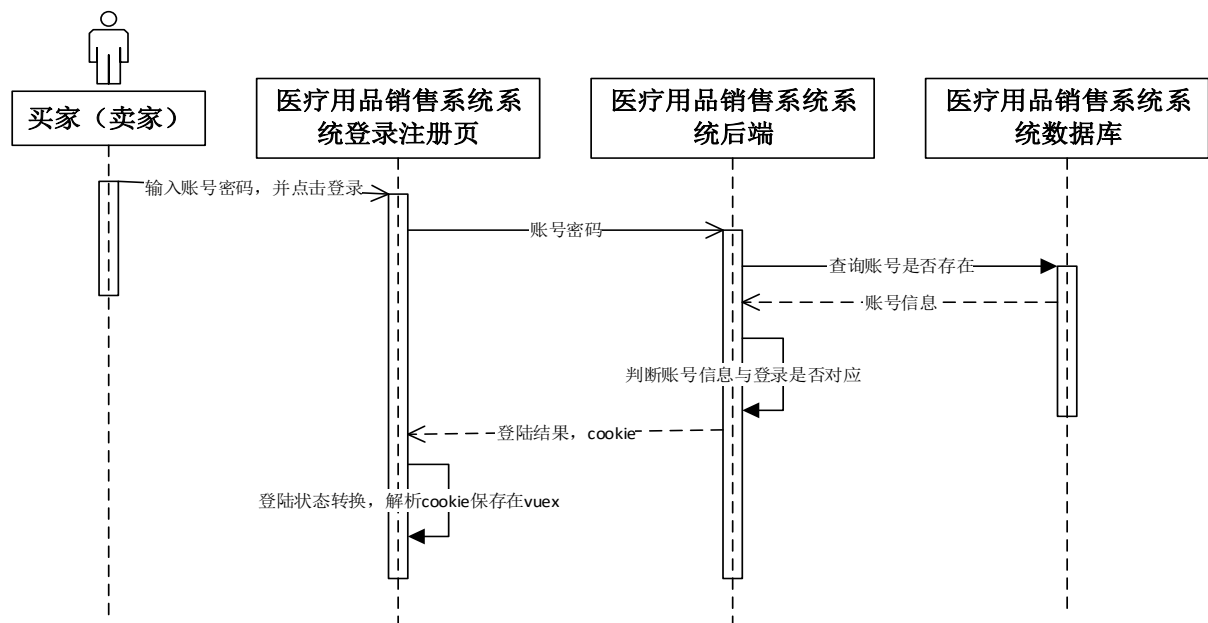 买家（卖家）
医疗用品销售系统系
统登录注册页
医疗用品销售系统系
统后端
医疗用品销售系统系
统数据库
输入账号密码，并点击登录
账号密码
查询账号是否存在
账号信息
判断账号信息与登录是否对应
登陆结果，cookie
登陆状态转换，解析cookie保存在vuex